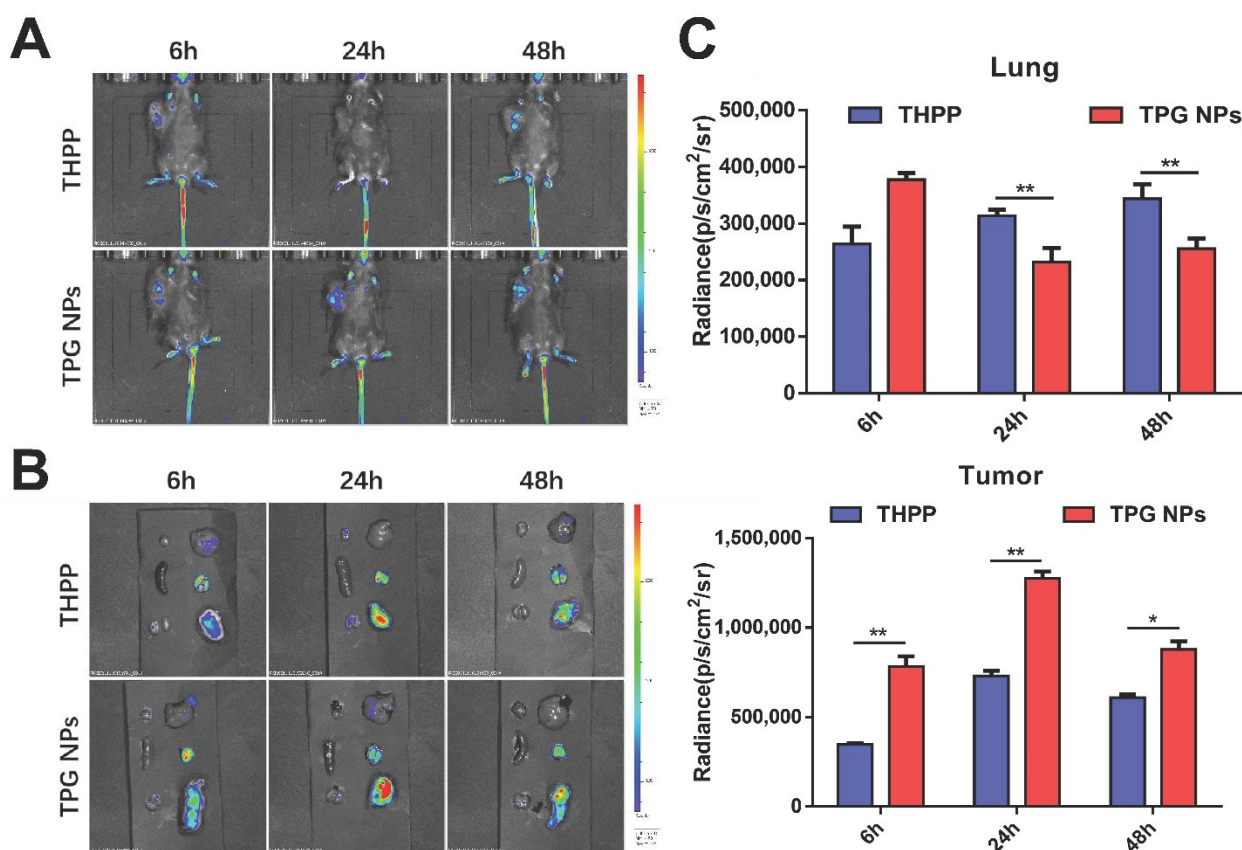 A
6h
24h
48h
THPP
TPG NPs
B
6h
24h
48h
THPP
TPG NPs
C
Lung
THPP
TPG NPs
Radiance(p/s/cm²/sr)
500,000
400,000
300,000
200,000
100,000
0
**
**
6h
24h
48h
Tumor
THPP
TPG NPs
Radiance(p/s/cm²/sr)
1,500,000
1,000,000
500,000
0
**
**
*
6h
24h
48h